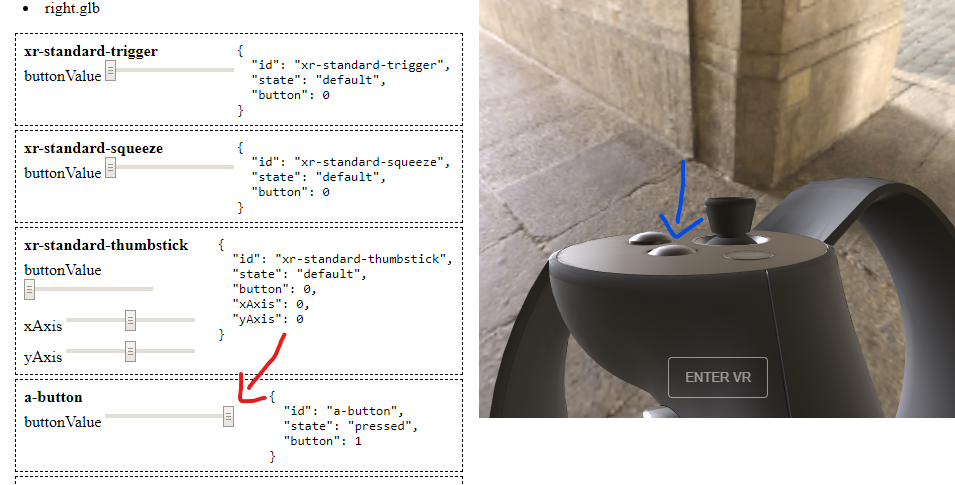 right.glb
xr-standard-trigger
buttonValue
{
"id": "xr-standard-trigger",
"state": "default",
"button": 0
}
xr-standard-squeeze
buttonValue
{
"id": "xr-standard-squeeze",
"state": "default",
"button": 0
}
xr-standard-thumbstick
buttonValue
xAxis
yAxis
{
"id": "xr-standard-thumbstick",
"state": "default",
"button": 0,
"xAxis": 0,
"yAxis": 0
}
a-button
buttonValue
{
"id": "a-button",
"state": "pressed",
"button": 1
}
ENTER VR